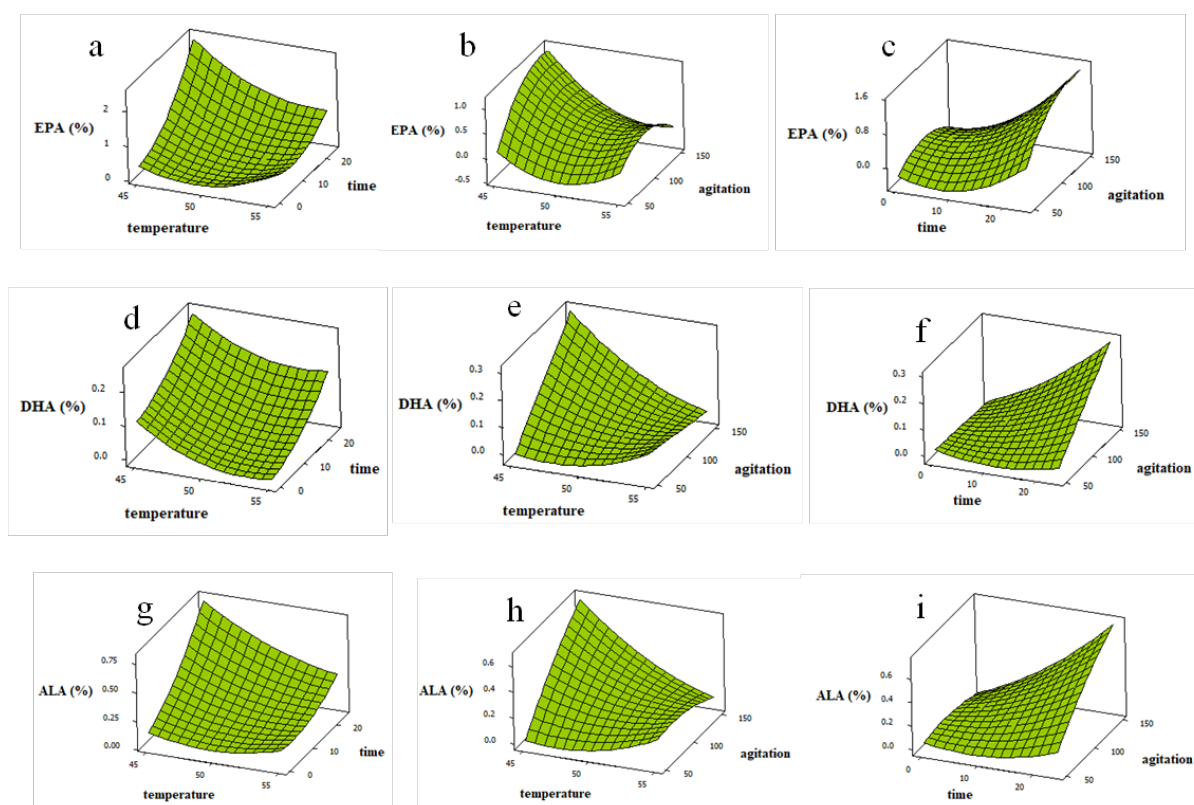 a
2
EPA (%)
1
0
45
50
55
temperature
0
10
20
time
b
1.0
0.5
EPA (%)
0.0
-0.5
45
50
55
temperature
50
100
150
agitation
c
1.6
0.8
EPA (%)
0.0
0
10
20
time
50
100
150
agitation
d
0.2
DHA (%)
0.1
0.0
45
50
55
temperature
0
10
20
time
e
0.3
0.2
DHA (%)
0.1
0.0
45
50
55
temperature
50
100
150
agitation
f
0.3
0.2
DHA (%)
0.1
0.0
0
10
20
time
50
100
150
agitation
g
0.75
0.50
ALA (%)
0.25
0.00
45
50
55
temperature
0
10
20
time
h
0.6
0.4
ALA (%)
0.2
0.0
45
50
55
temperature
50
100
150
agitation
i
0.6
0.4
ALA (%)
0.2
0.0
0
10
20
time
50
100
150
agitation